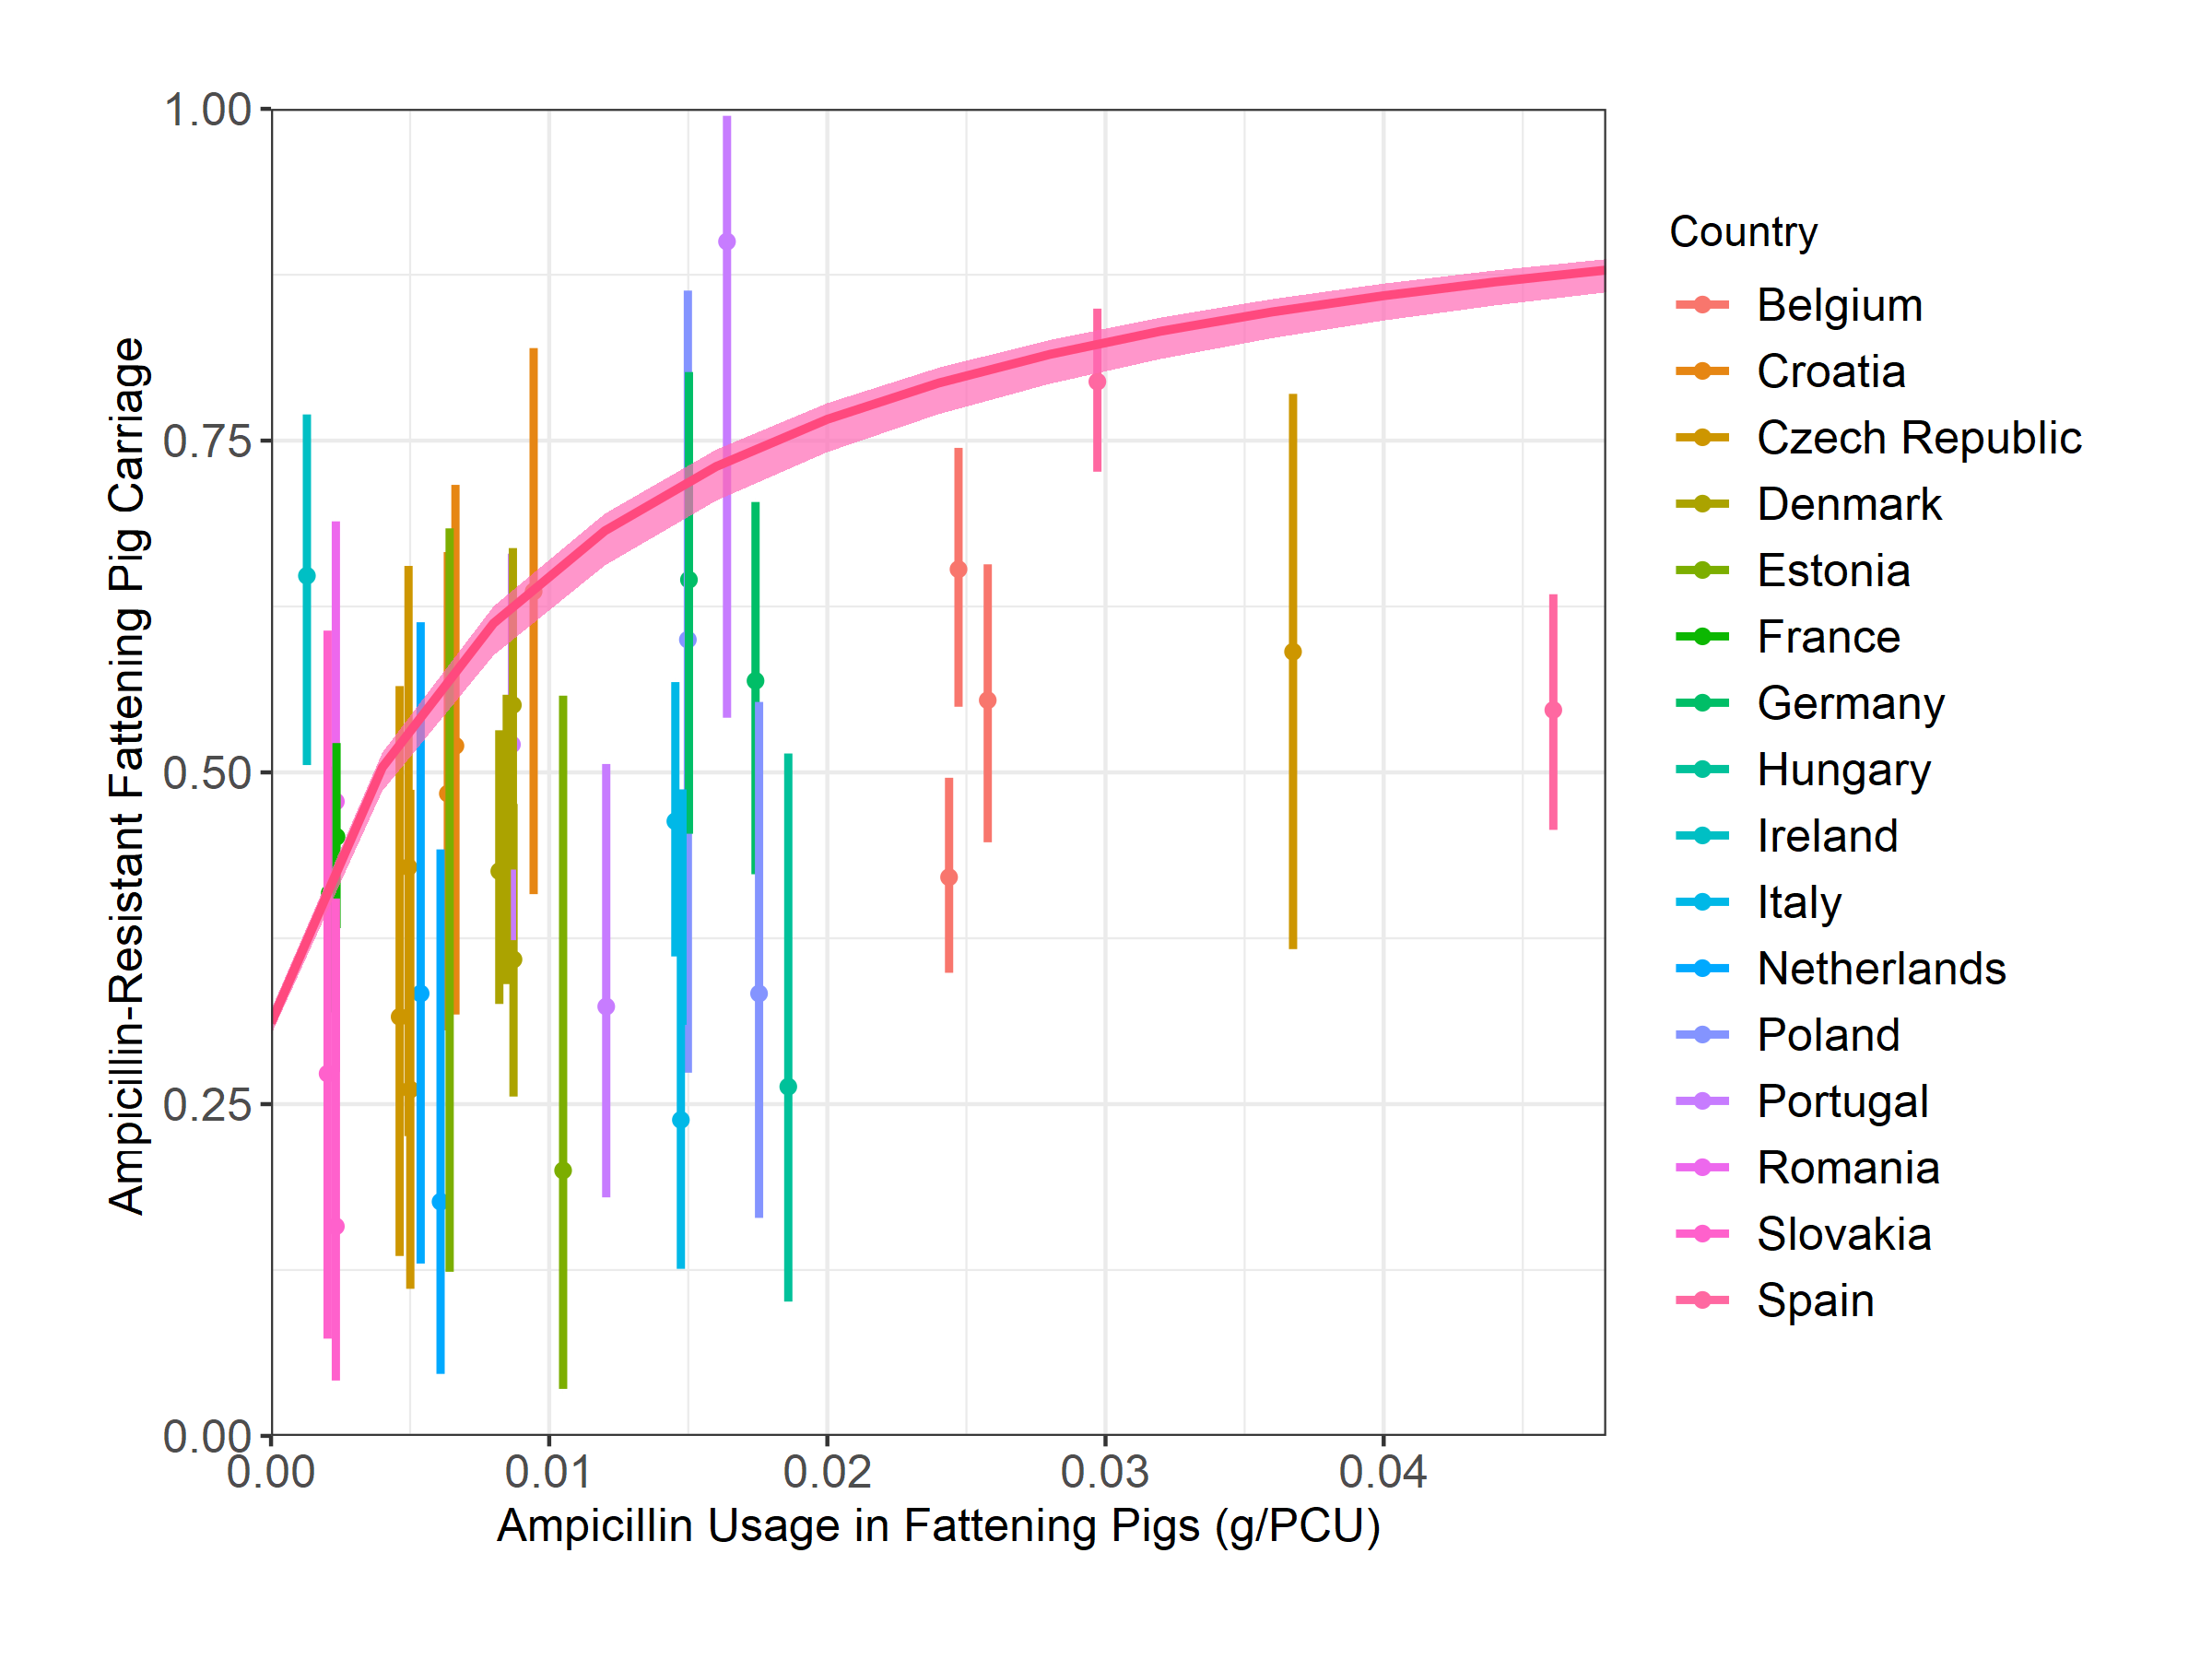 1.00
0.75
0.50
0.25
0.00
Ampicillin-Resistant Fattening Pig Carriage
0.00 0.01 0.02 0.03 0.04
Ampicillin Usage in Fattening Pigs (g/PCU)
Country
Belgium
Croatia
Czech Republic
Denmark
Estonia
France
Germany
Hungary
Ireland
Italy
Netherlands
Poland
Portugal
Romania
Slovakia
Spain